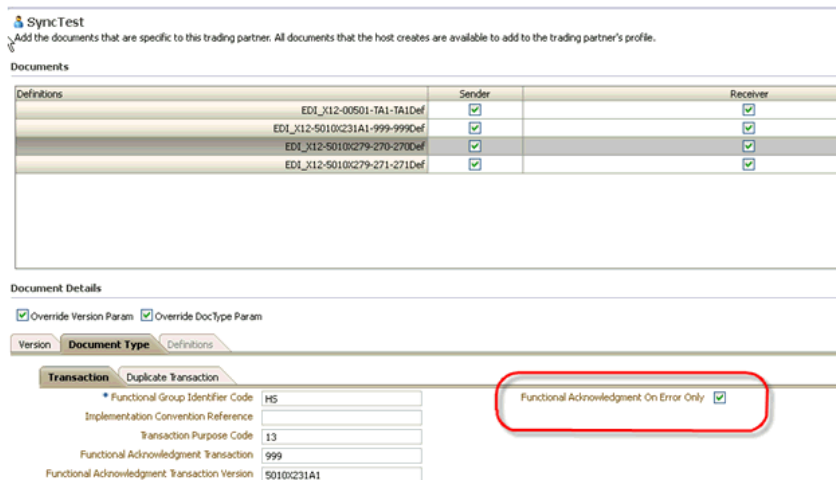 SyncTest
Add the documents that are specific to this trading partner. All documents that the host creates are available to add to the trading partner's profile.
Documents
Definitions Sender Receiver
EDI_X12-00501-TA1-TA1Def
EDI_X12-5010X231A1-999-999Def
EDI_X12-5010X279-270-270Def
EDI_X12-5010X279-271-271Def
Document Details
Override Version Param Override DocType Param
Version Document Type Definitions
Transaction Duplicate Transaction
* Functional Group Identifier Code HS Functional Acknowledgment On Error Only
Implementation Convention Reference
Transaction Purpose Code 13
Functional Acknowledgment Transaction 999
Functional Acknowledgment Transaction Version 5010X231A1